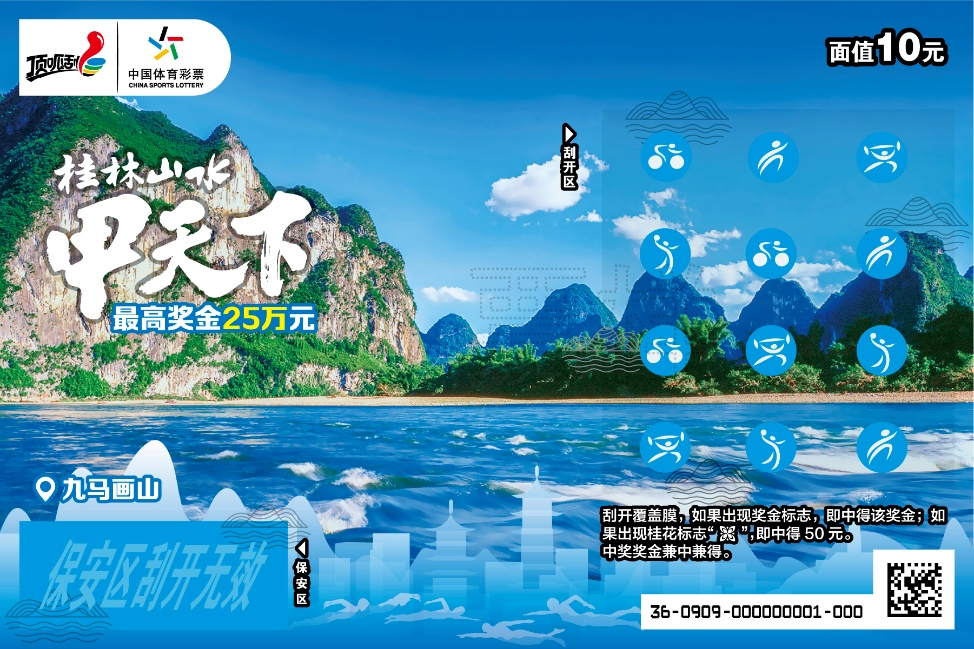 顶呱刮
中国体育彩票
CHINA SPORTS LOTTERY
面值10元
桂林山水
甲天下
最高奖金25万元
刮开区
九马画山
保安区刮开无效
保安区
刮开覆盖膜，如果出现奖金标志，即中得该奖金；如
果出现桂花标志“ ”，即中得 50 元。
中奖奖金兼中兼得。
36-0909-000000001-000